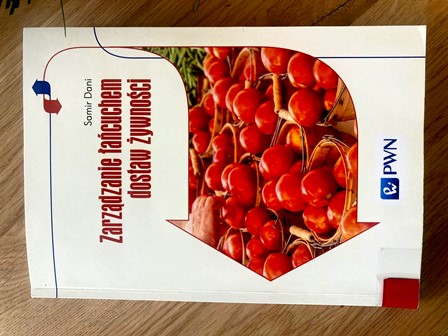 Samir Dani
Zarządzanie łańcuchem
dostaw żywności
PWN